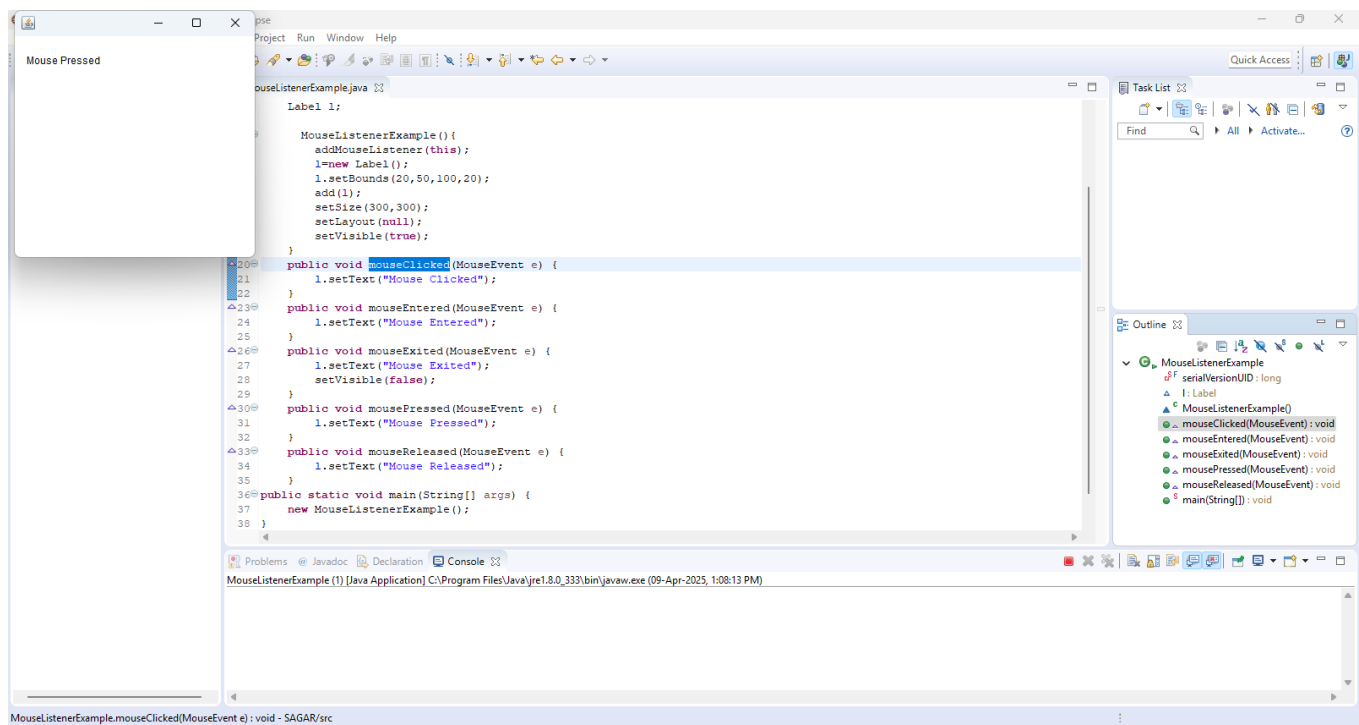 pse
Project Run Window Help
Mouse Pressed
Quick Access
ouseListenerExample.java
Label l;
MouseListenerExample(){
addMouseListener(this);
l=new Label();
l.setBounds(20,50,100,20);
add(l);
setSize(300,300);
setLayout(null);
setVisible(true);
}
20 public void mouseClicked(MouseEvent e) {
21 l.setText("Mouse Clicked");
22 }
23 public void mouseEntered(MouseEvent e) {
24 l.setText("Mouse Entered");
25 }
26 public void mouseExited(MouseEvent e) {
27 l.setText("Mouse Exited");
28 setVisible(false);
29 }
30 public void mousePressed(MouseEvent e) {
31 l.setText("Mouse Pressed");
32 }
33 public void mouseReleased(MouseEvent e) {
34 l.setText("Mouse Released");
35 }
36 public static void main(String[] args) {
37 new MouseListenerExample();
38 }
Task List
Find All Activate...
Outline
MouseListenerExample
serialVersionUID : long
l : Label
MouseListenerExample()
mouseClicked(MouseEvent) : void
mouseEntered(MouseEvent) : void
mouseExited(MouseEvent) : void
mousePressed(MouseEvent) : void
mouseReleased(MouseEvent) : void
main(String[]) : void
Problems @ Javadoc Declaration Console
MouseListenerExample (1) [Java Application] C:\Program Files\Java\jre1.8.0_333\bin\javaw.exe (09-Apr-2025, 1:08:13 PM)
MouseListenerExample.mouseClicked(MouseEvent e) : void - SAGAR/src